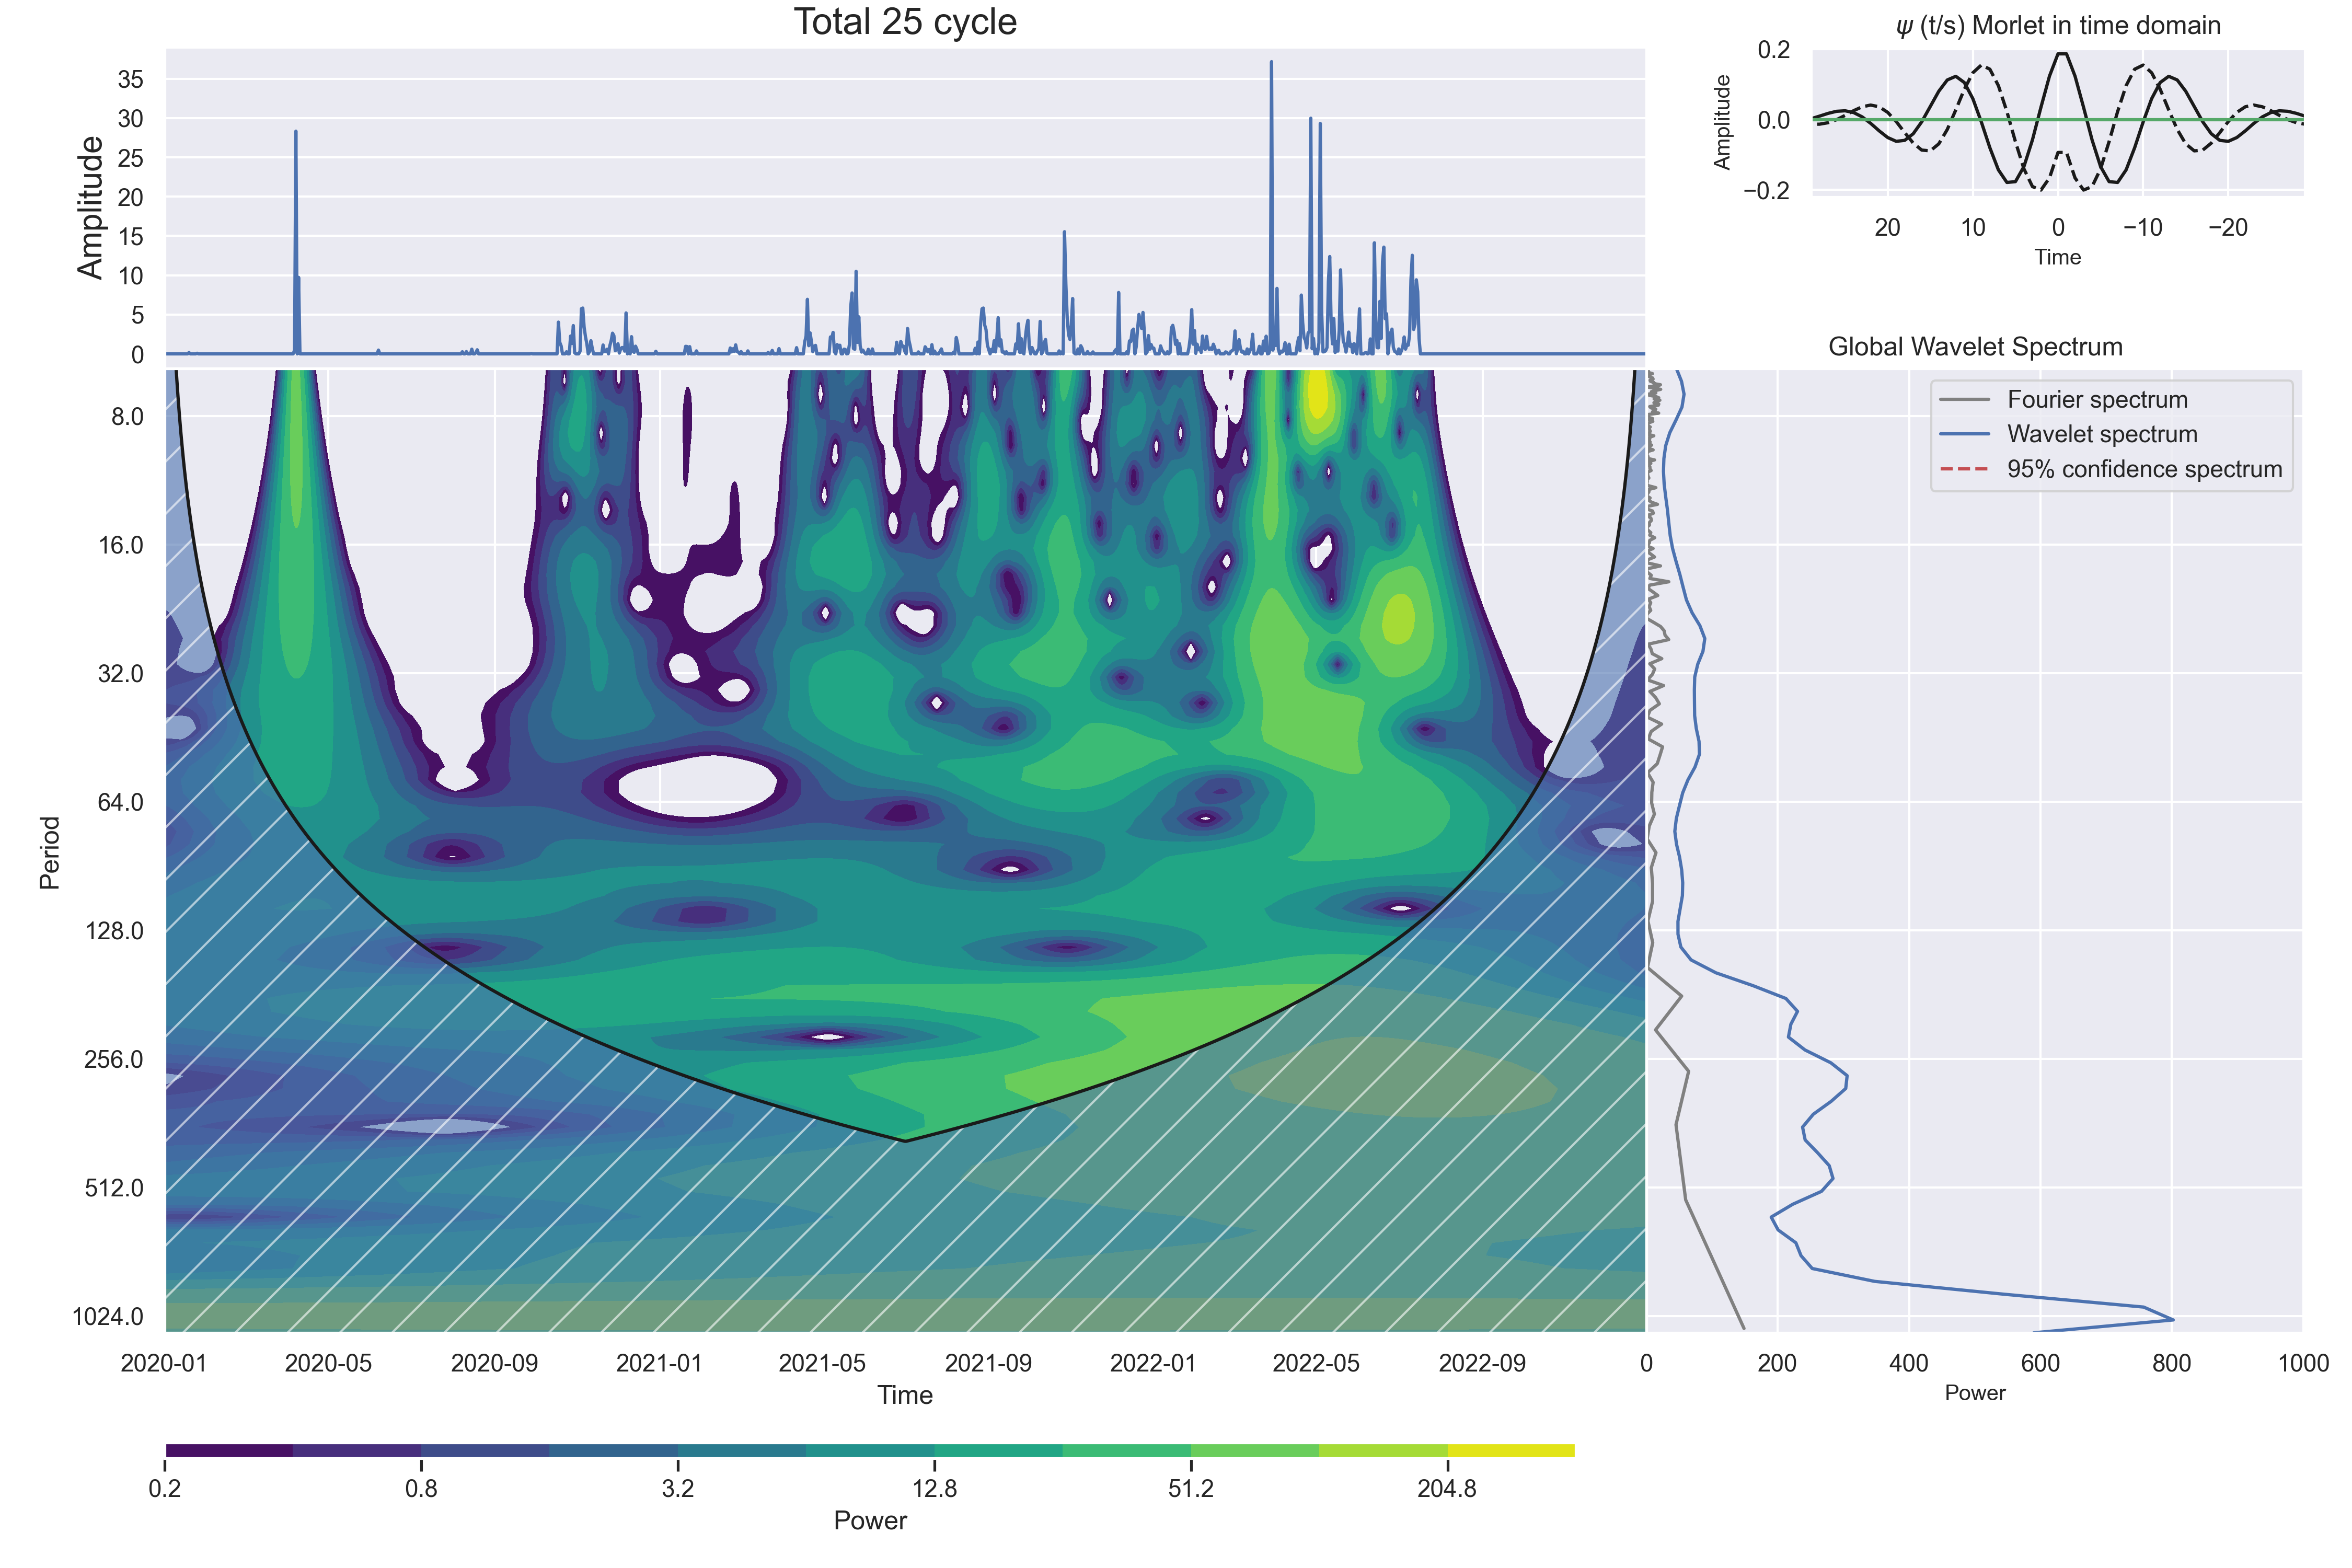 Total 25 cycle
Amplitude
35
30
25
20
15
10
5
0
ψ (t/s) Morlet in time domain
Amplitude
0.2
0.0
−0.2
20 10 0 −10 −20
Time
Period
8.0
16.0
32.0
64.0
128.0
256.0
512.0
1024.0
2020-01 2020-05 2020-09 2021-01 2021-05 2021-09 2022-01 2022-05 2022-09
Time
Global Wavelet Spectrum
Fourier spectrum
Wavelet spectrum
95% confidence spectrum
0 200 400 600 800 1000
Power
0.2 0.8 3.2 12.8 51.2 204.8
Power